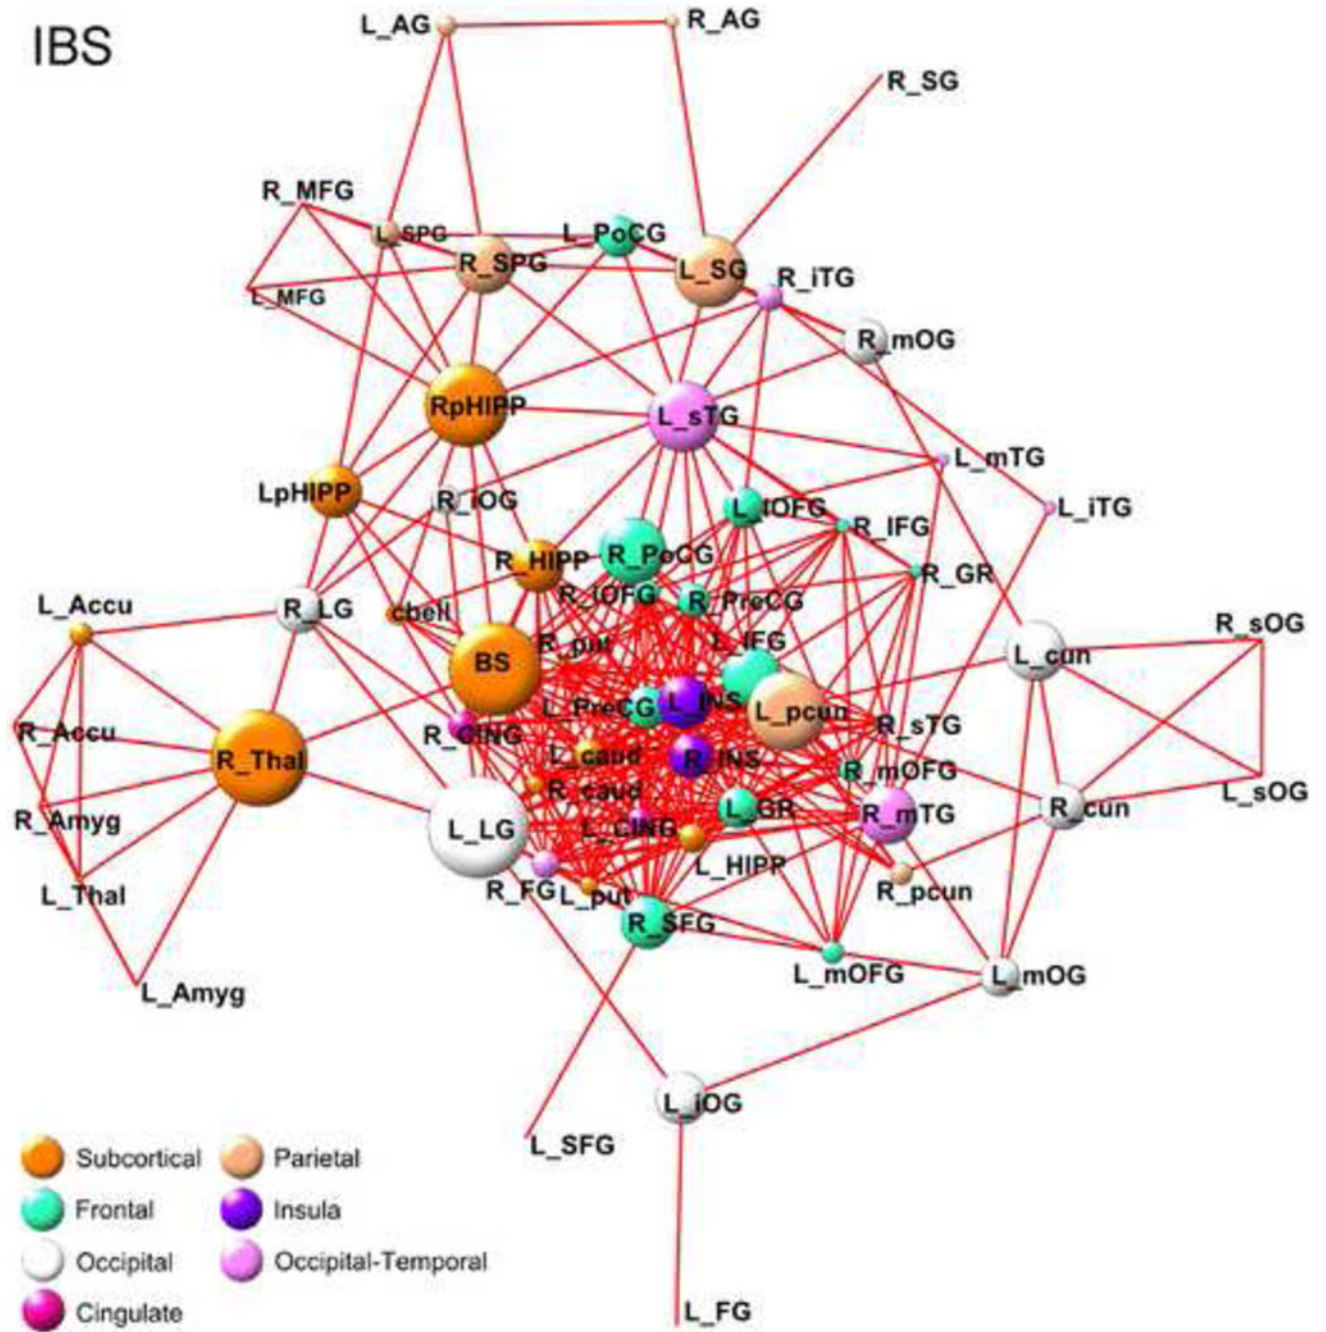 IBS
L_AG
R_AG
R_SG
R_MFG
L_SPG
L_PoCG
R_SPG
L_SG
R_iTG
L_MFG
R_mOG
RpHIPP
L_sTG
L_mTG
LpHIPP
R_iOG
L_lOFG
L_iTG
R_IFG
R_HIPP
R_PoCG
R_GR
R_lOFG
R_PreCG
L_Accu
R_LG
cbell
R_sOG
R_put
L_IFG
BS
L_cun
L_PreCG
L_INS
L_pcun
R_sTG
R_Accu
R_CING
R_Thal
L_caud
R_INS
R_mOFG
R_caud
L_sOG
R_Amyg
L_LG
L_CING
L_GR
R_mTG
R_cun
L_HIPP
L_Thal
R_FG
L_put
R_pcun
R_SFG
L_Amyg
L_mOFG
L_mOG
L_iOG
L_SFG
Subcortical
Parietal
Frontal
Insula
Occipital
Occipital-Temporal
Cingulate
L_FG